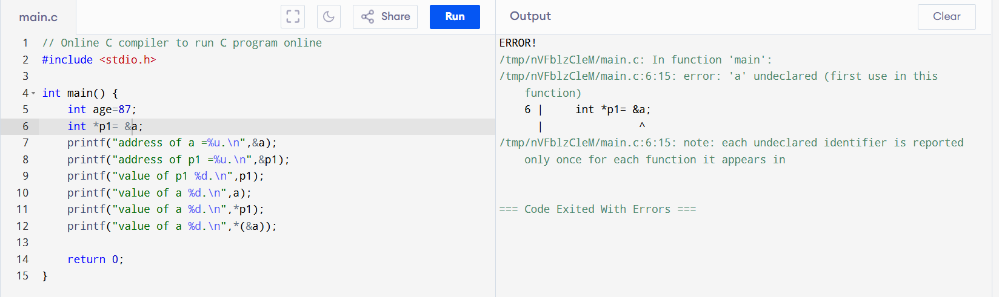 main.c
Share
Run
Output
Clear
1 // Online C compiler to run C program online
2 #include <stdio.h>
3
4 int main() {
5     int age=87;
6     int *p1= &a;
7     printf("address of a =%u.\n",&a);
8     printf("address of p1 =%u.\n",&p1);
9     printf("value of p1 %d.\n",p1);
10     printf("value of a %d.\n",a);
11     printf("value of a %d.\n",*p1);
12     printf("value of a %d.\n",*(&a));
13
14     return 0;
15 }
ERROR!
/tmp/nVFblzCleM/main.c: In function 'main':
/tmp/nVFblzCleM/main.c:6:15: error: 'a' undeclared (first use in this
function)
6 |     int *p1= &a;
|               ^
/tmp/nVFblzCleM/main.c:6:15: note: each undeclared identifier is reported
only once for each function it appears in
=== Code Exited With Errors ===